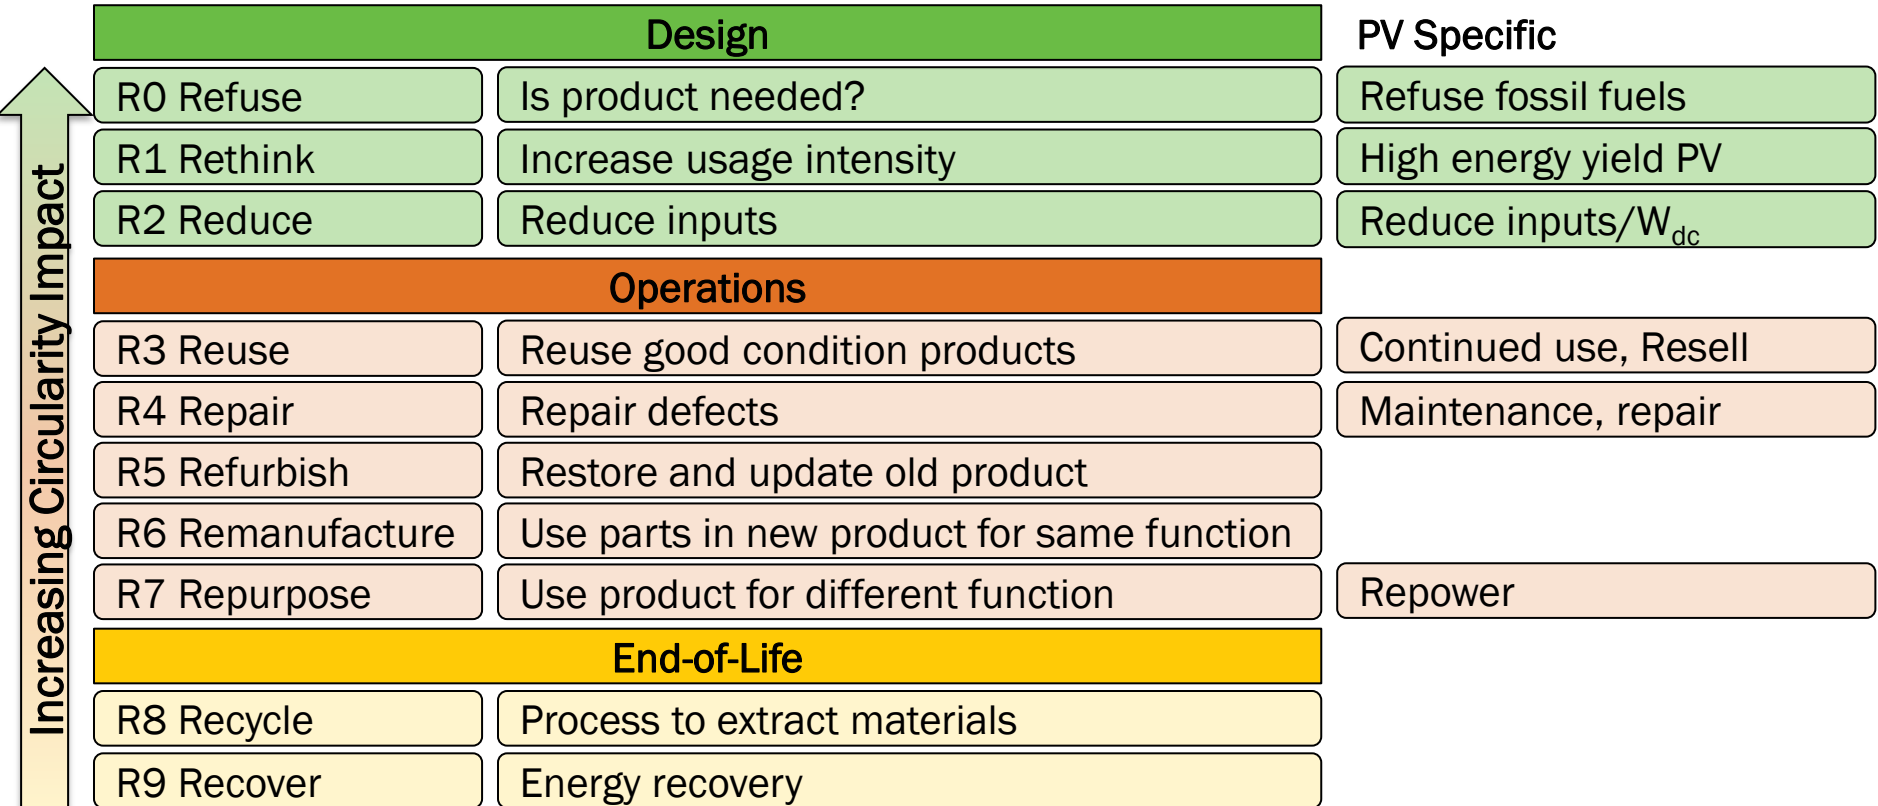 Design PV Specific
Increasing Circularity Impact
R0 Refuse Is product needed? Refuse fossil fuels
R1 Rethink Increase usage intensity High energy yield PV
R2 Reduce Reduce inputs Reduce inputs/Wdc
Operations
R3 Reuse Reuse good condition products Continued use, Resell
R4 Repair Repair defects Maintenance, repair
R5 Refurbish Restore and update old product
R6 Remanufacture Use parts in new product for same function
R7 Repurpose Use product for different function Repower
End-of-Life
R8 Recycle Process to extract materials
R9 Recover Energy recovery